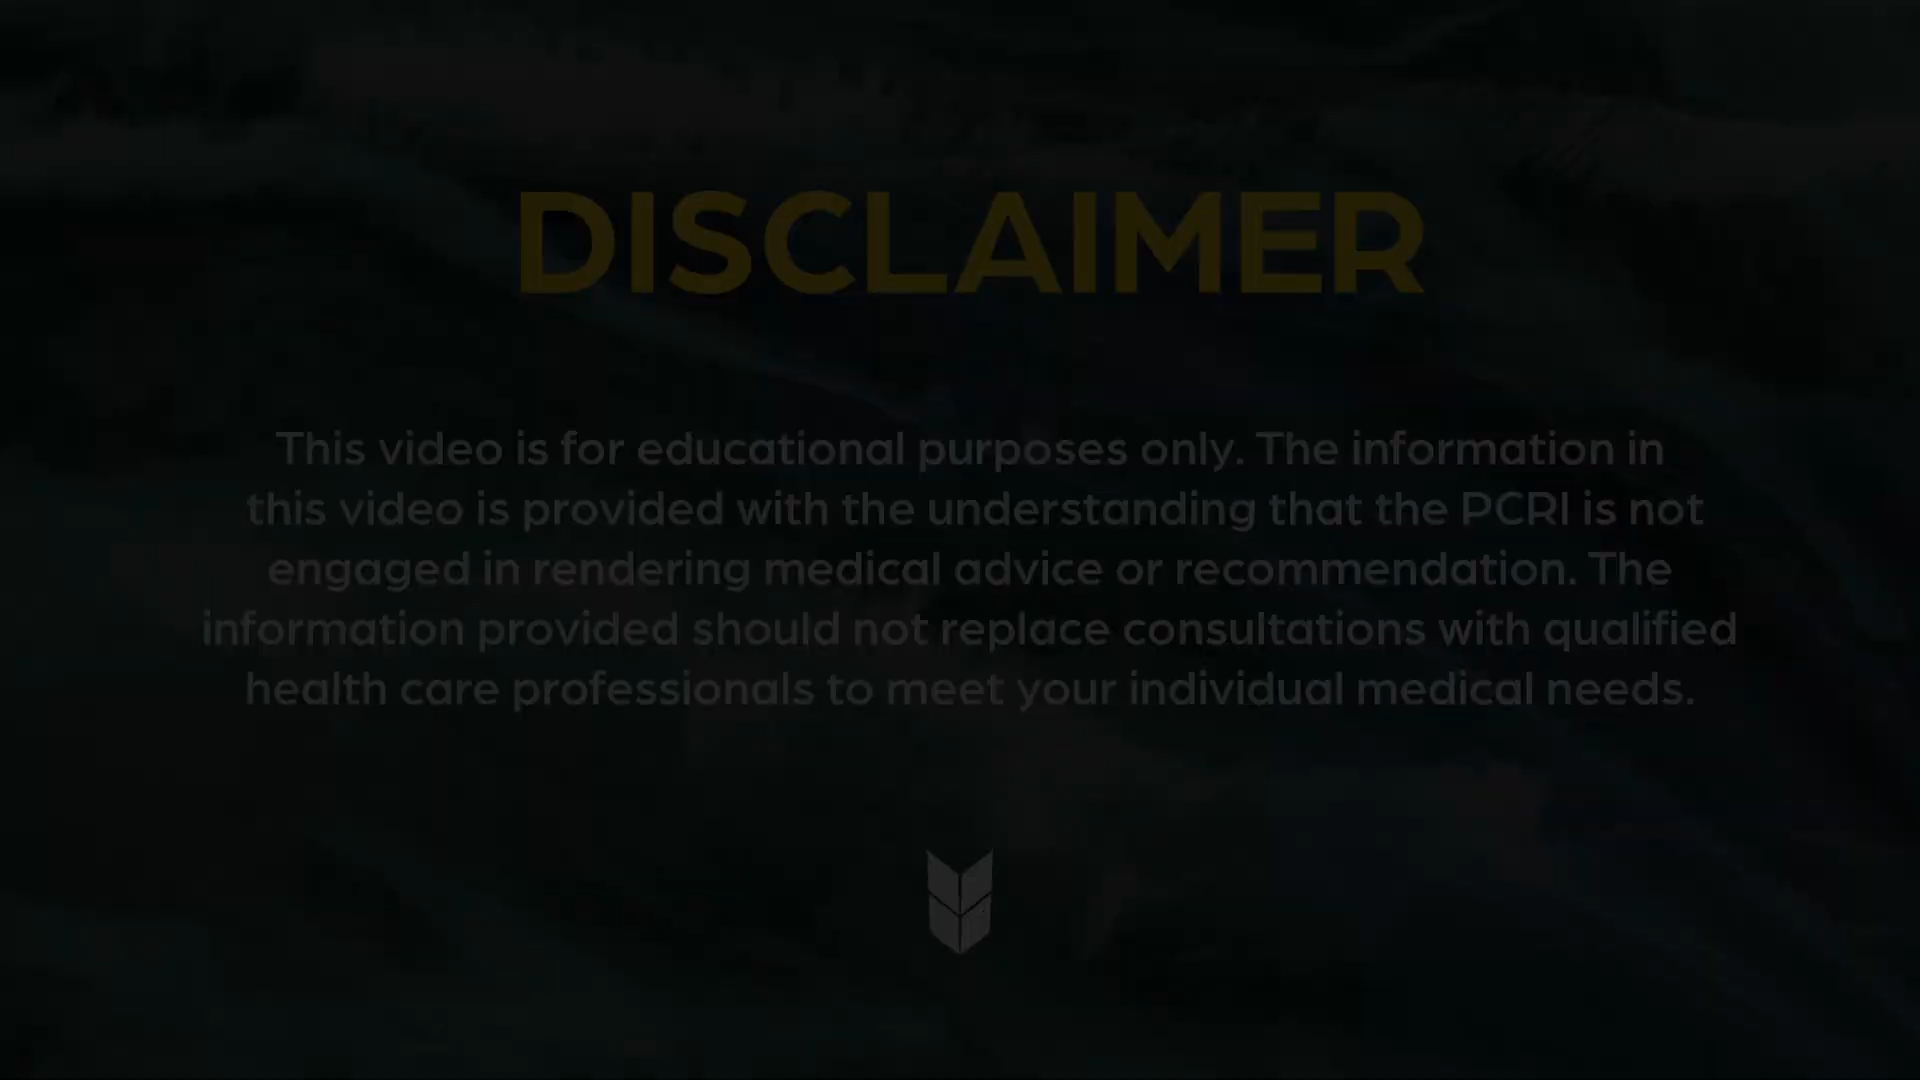 DISCLAIMER
This video is for educational purposes only. The information in
this video is provided with the understanding that the PCRI is not
engaged in rendering medical advice or recommendation. The
information provided should not replace consultations with qualified
health care professionals to meet your individual medical needs.